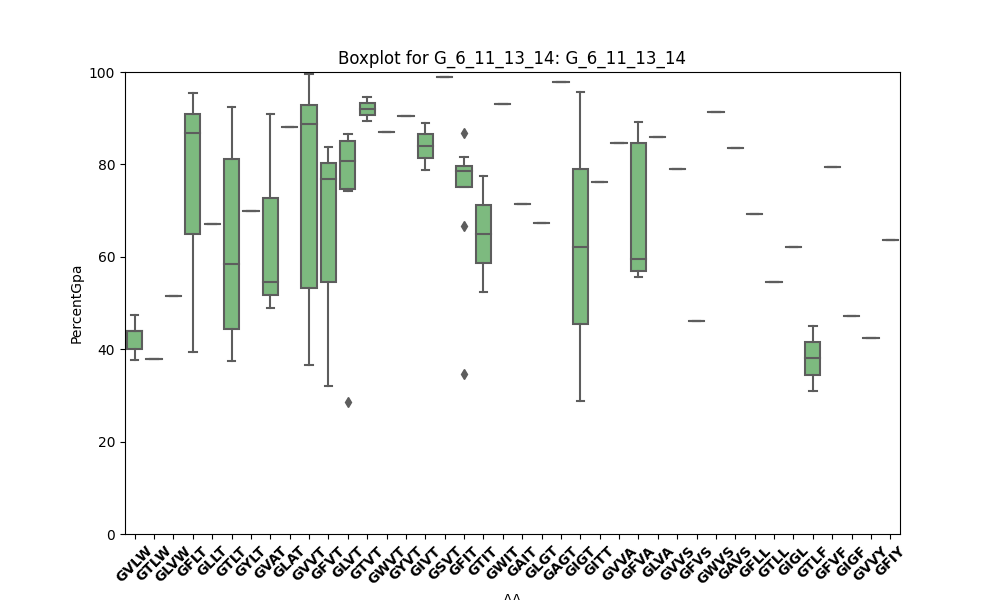 Boxplot for G_6_11_13_14: G_6_11_13_14
PercentGpa
100
80
60
40
20
0
GVLW
GTLW
GLVW
GFLT
GLLT
GTLT
GYLT
GVAT
GLAT
GVVT
GFVT
GLVT
GTVT
GWVT
GYVT
GIVT
GSVT
GFIT
GTIT
GWIT
GAIT
GLGT
GAGT
GIGT
GITT
GVVA
GFVA
GLVA
GVVS
GFVS
GWVS
GAVS
GFLL
GTLL
GIGL
GTLF
GFVF
GIGF
GVVY
GFIY
AA